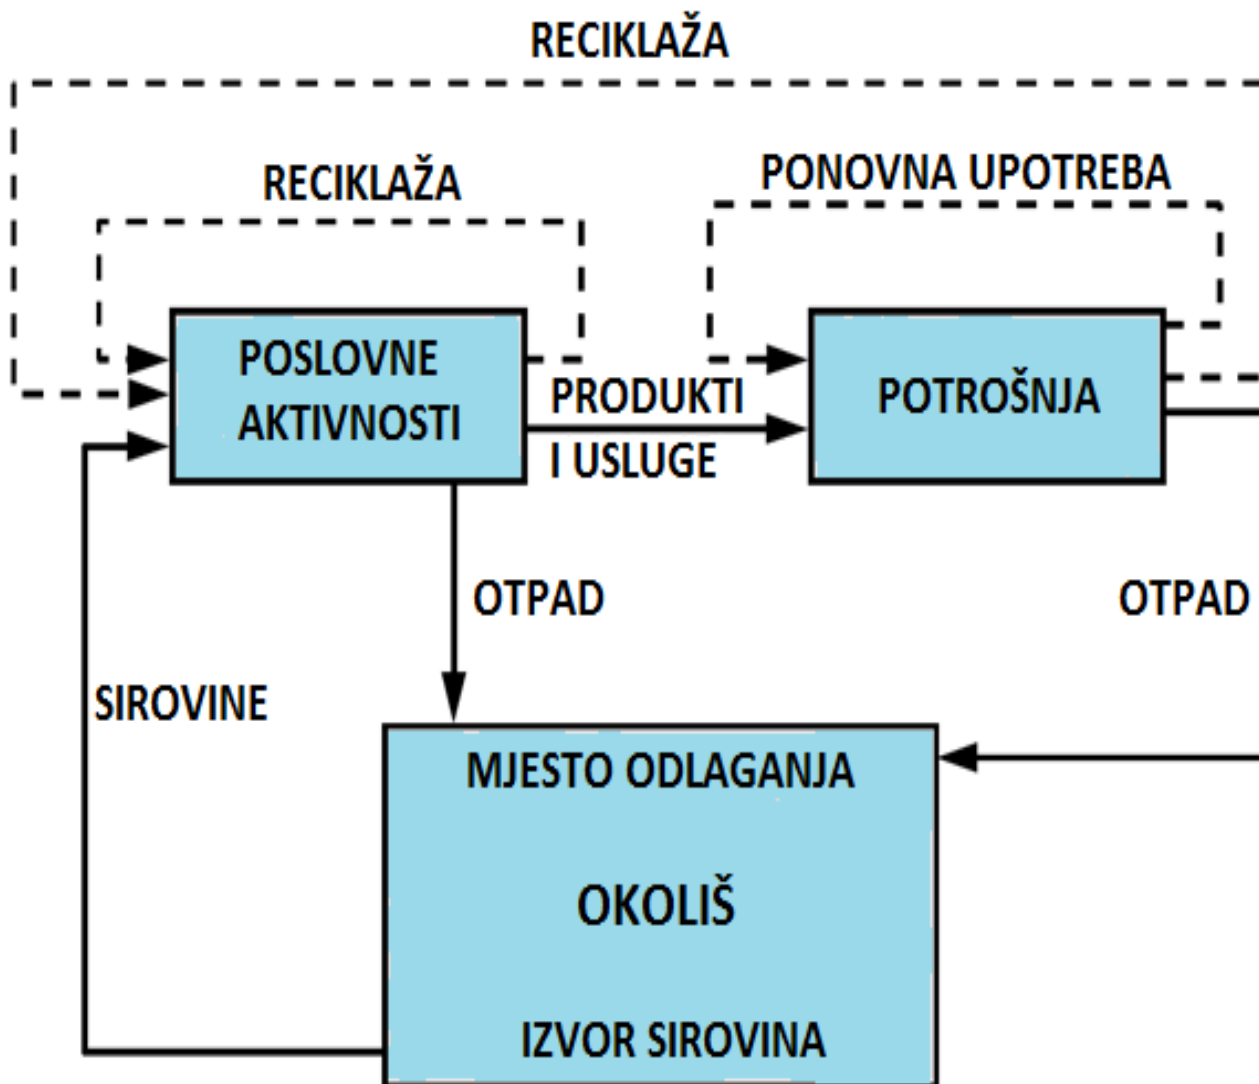 RECIKLAŽA
RECIKLAŽA
PONOVNA UPOTREBA
POSLOVNE
AKTIVNOSTI
PRODUKTI
I USLUGE
POTROŠNJA
OTPAD
OTPAD
SIROVINE
MJESTO ODLAGANJA
OKOLIŠ
IZVOR SIROVINA